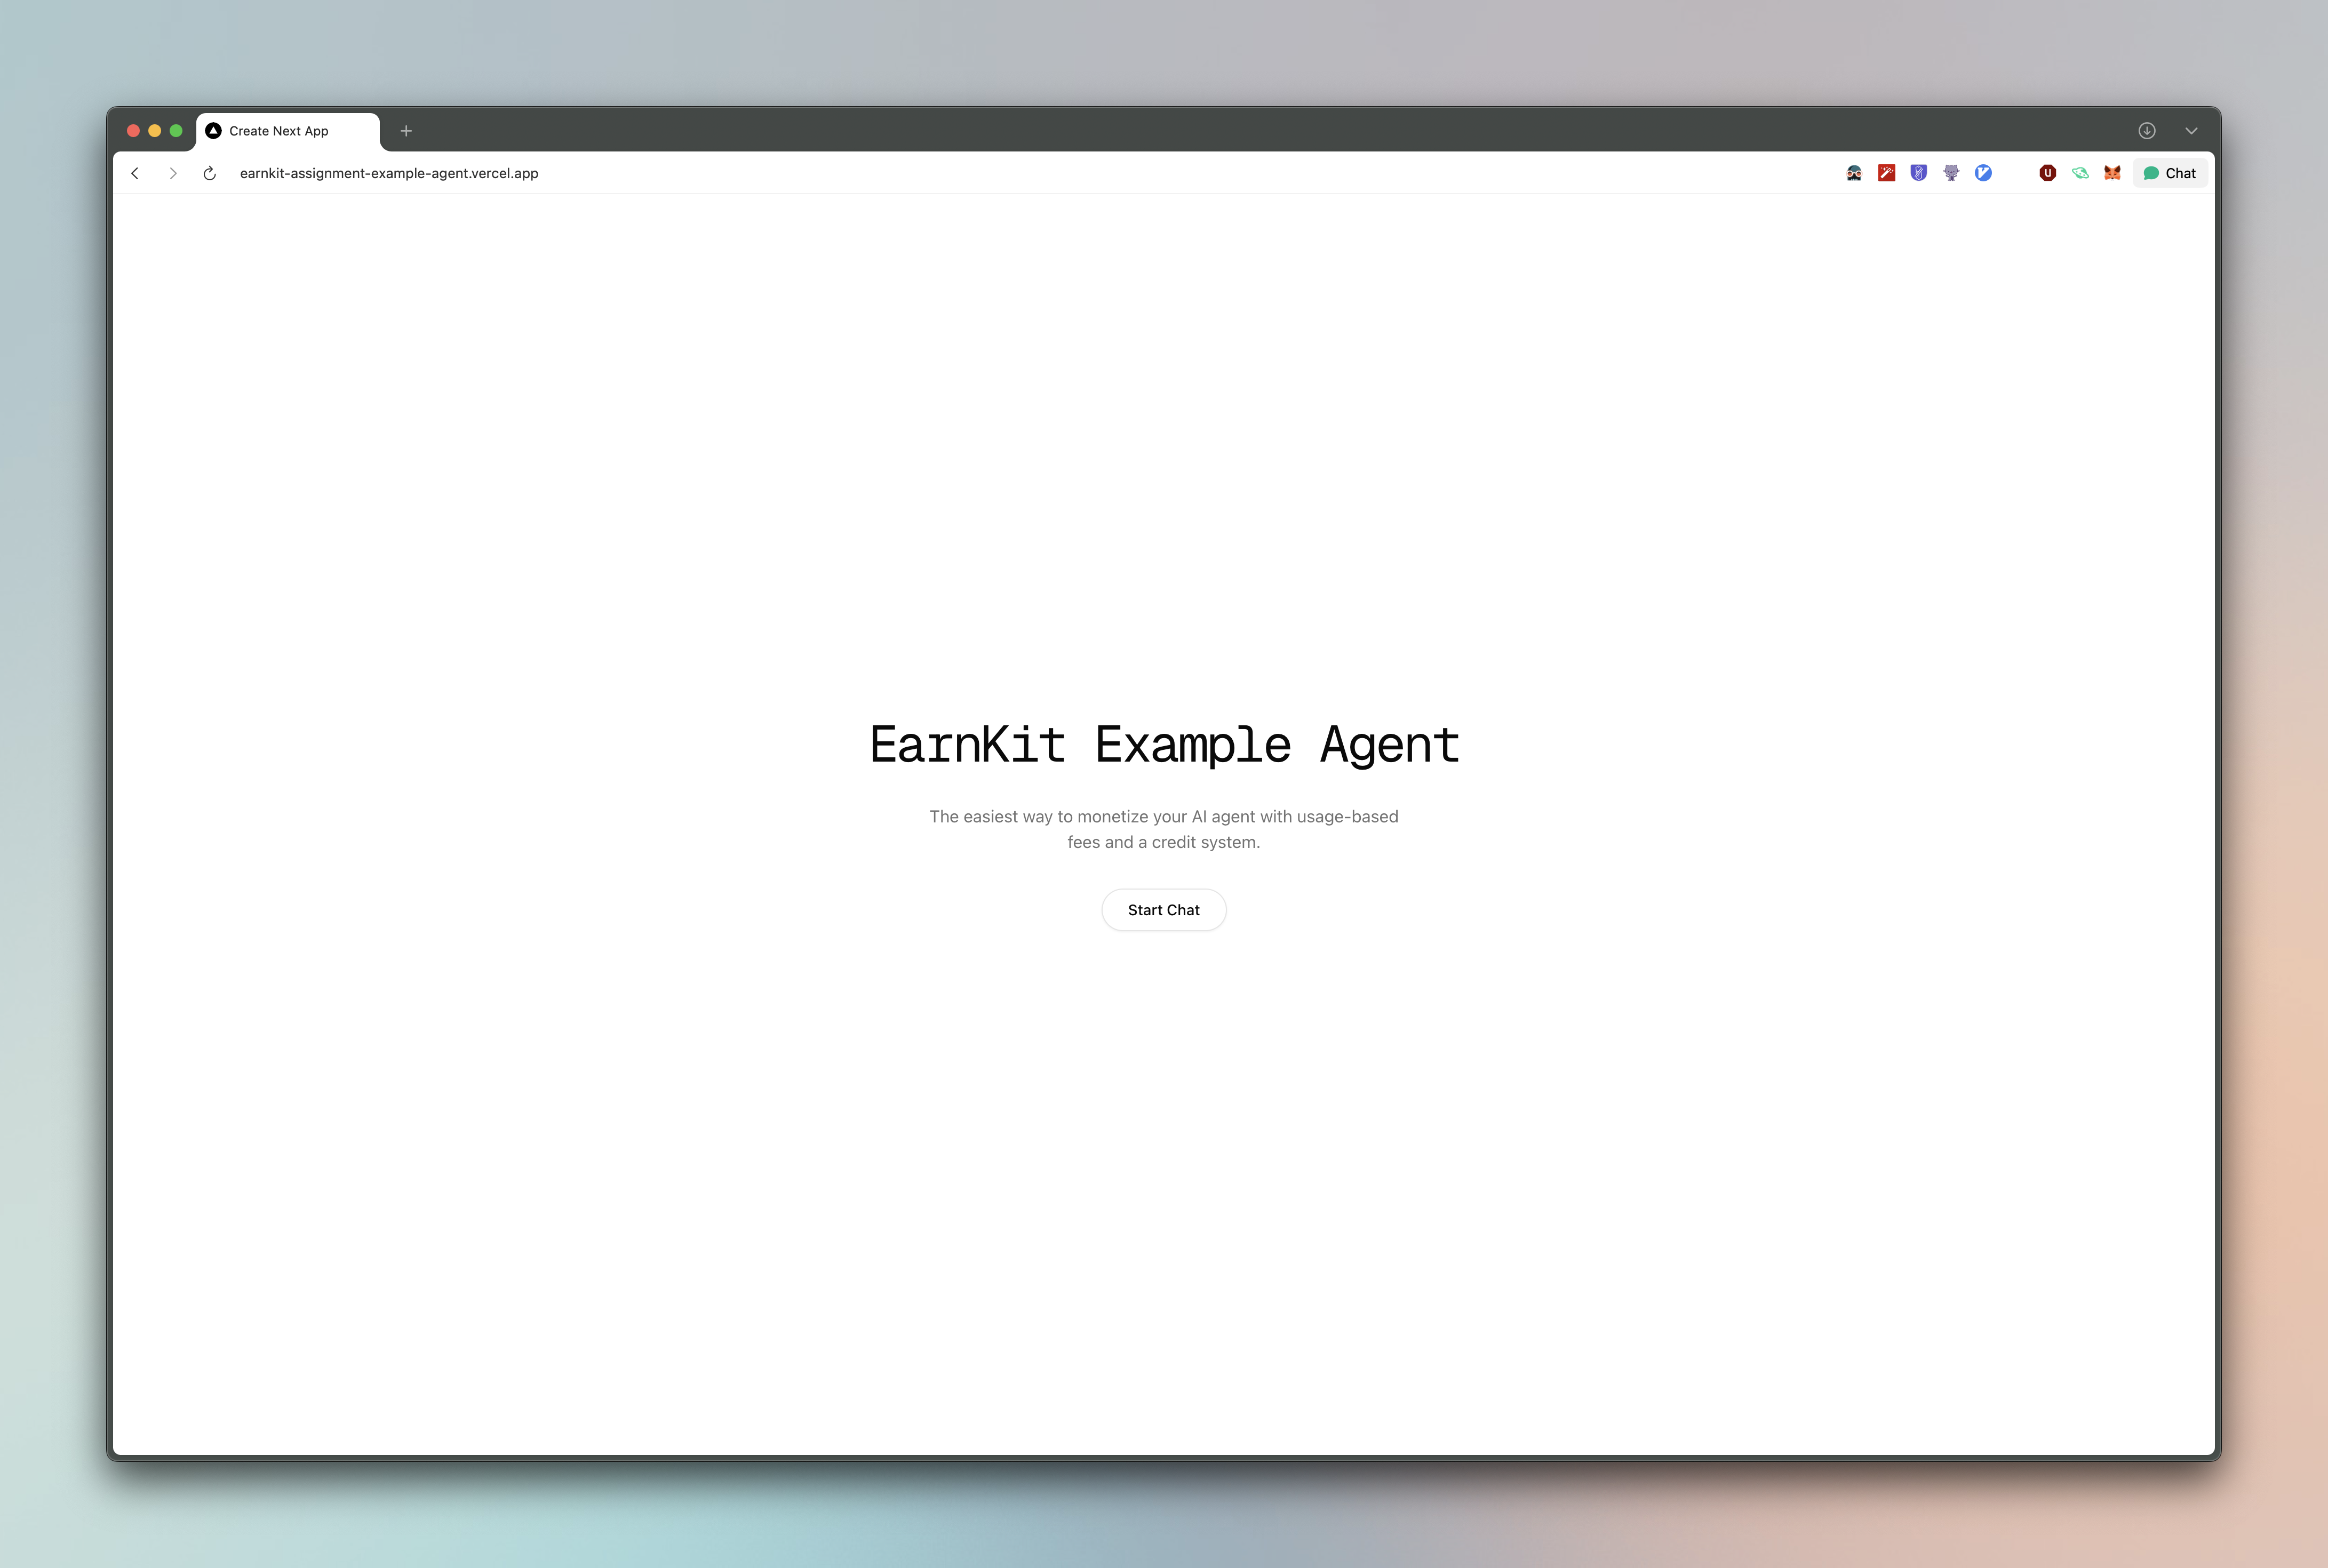 Create Next App
earnkit-assignment-example-agent.vercel.app
Chat
EarnKit Example Agent
The easiest way to monetize your AI agent with usage-based
fees and a credit system.
Start Chat